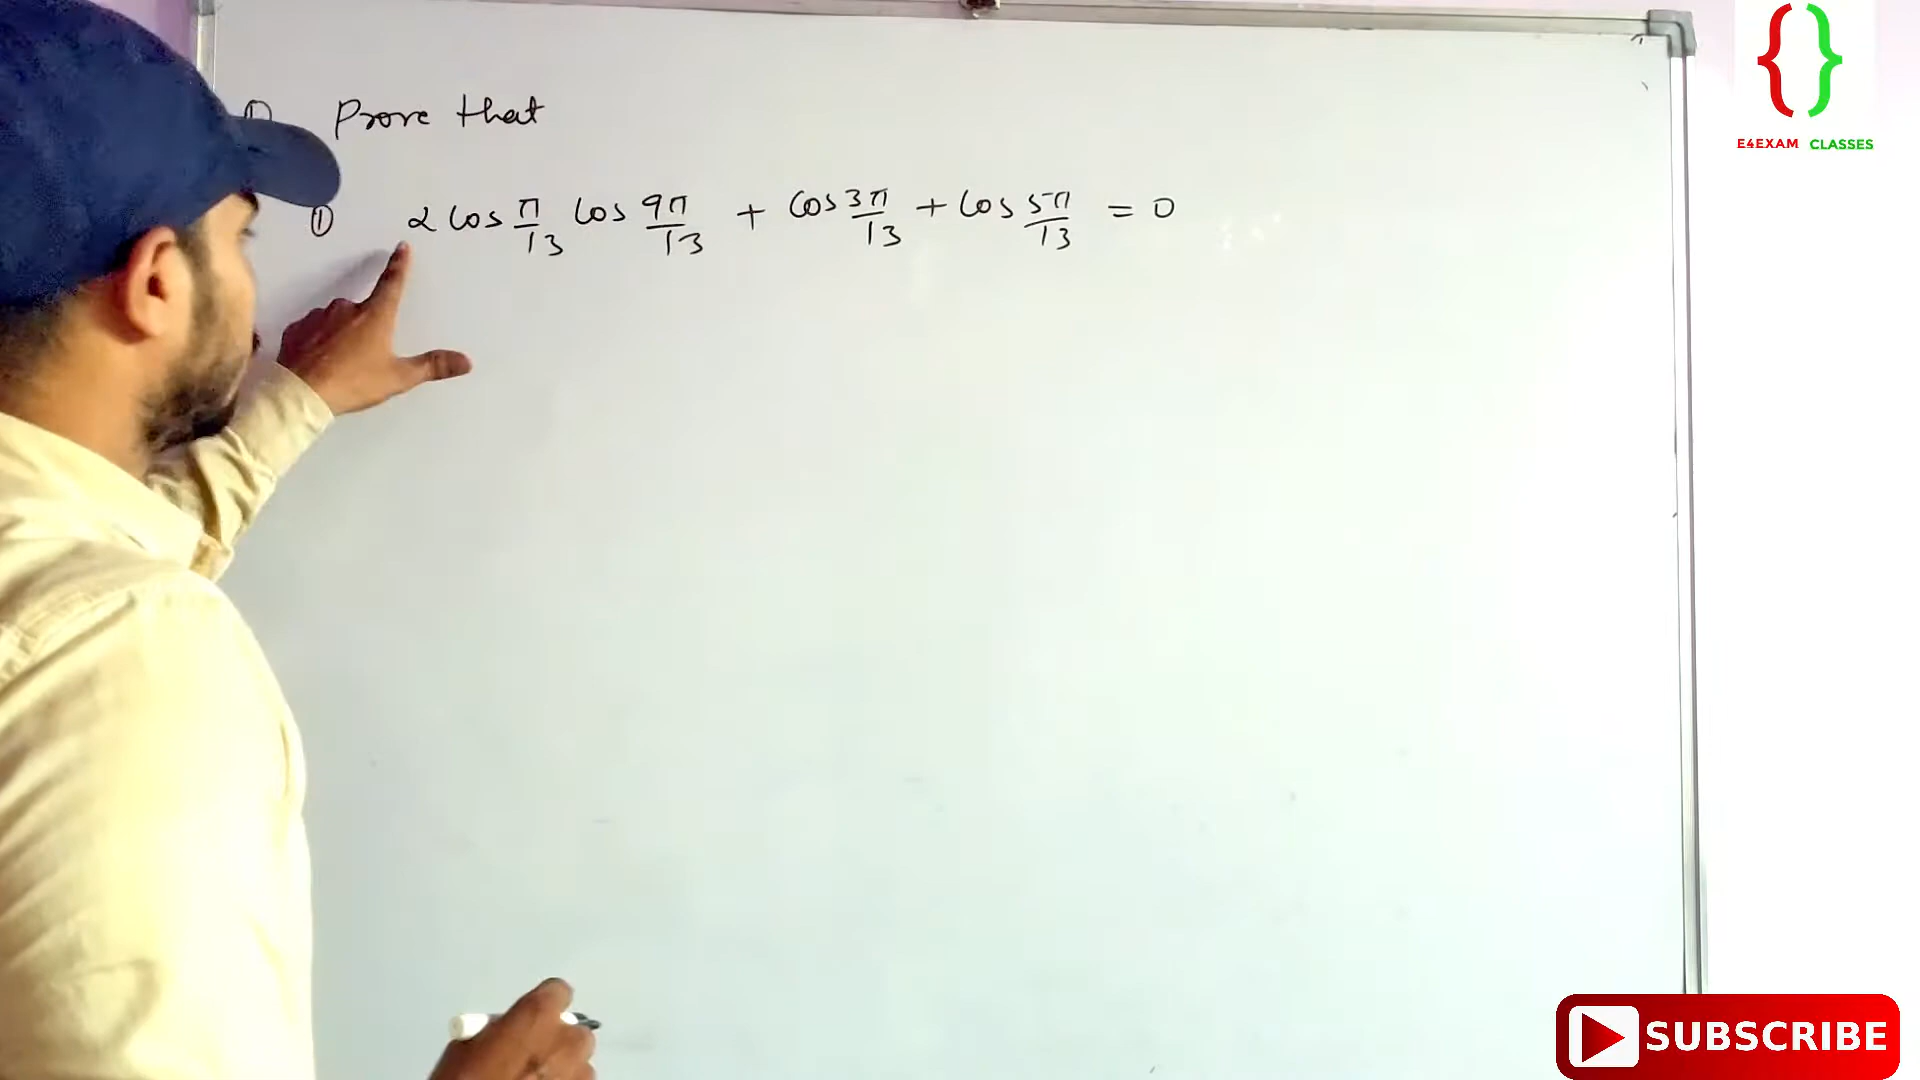 ① Prove that
① 2 cos π/13 cos 9π/13 + cos 3π/13 + cos 5π/13 = 0
{}
E4EXAM CLASSES
SUBSCRIBE